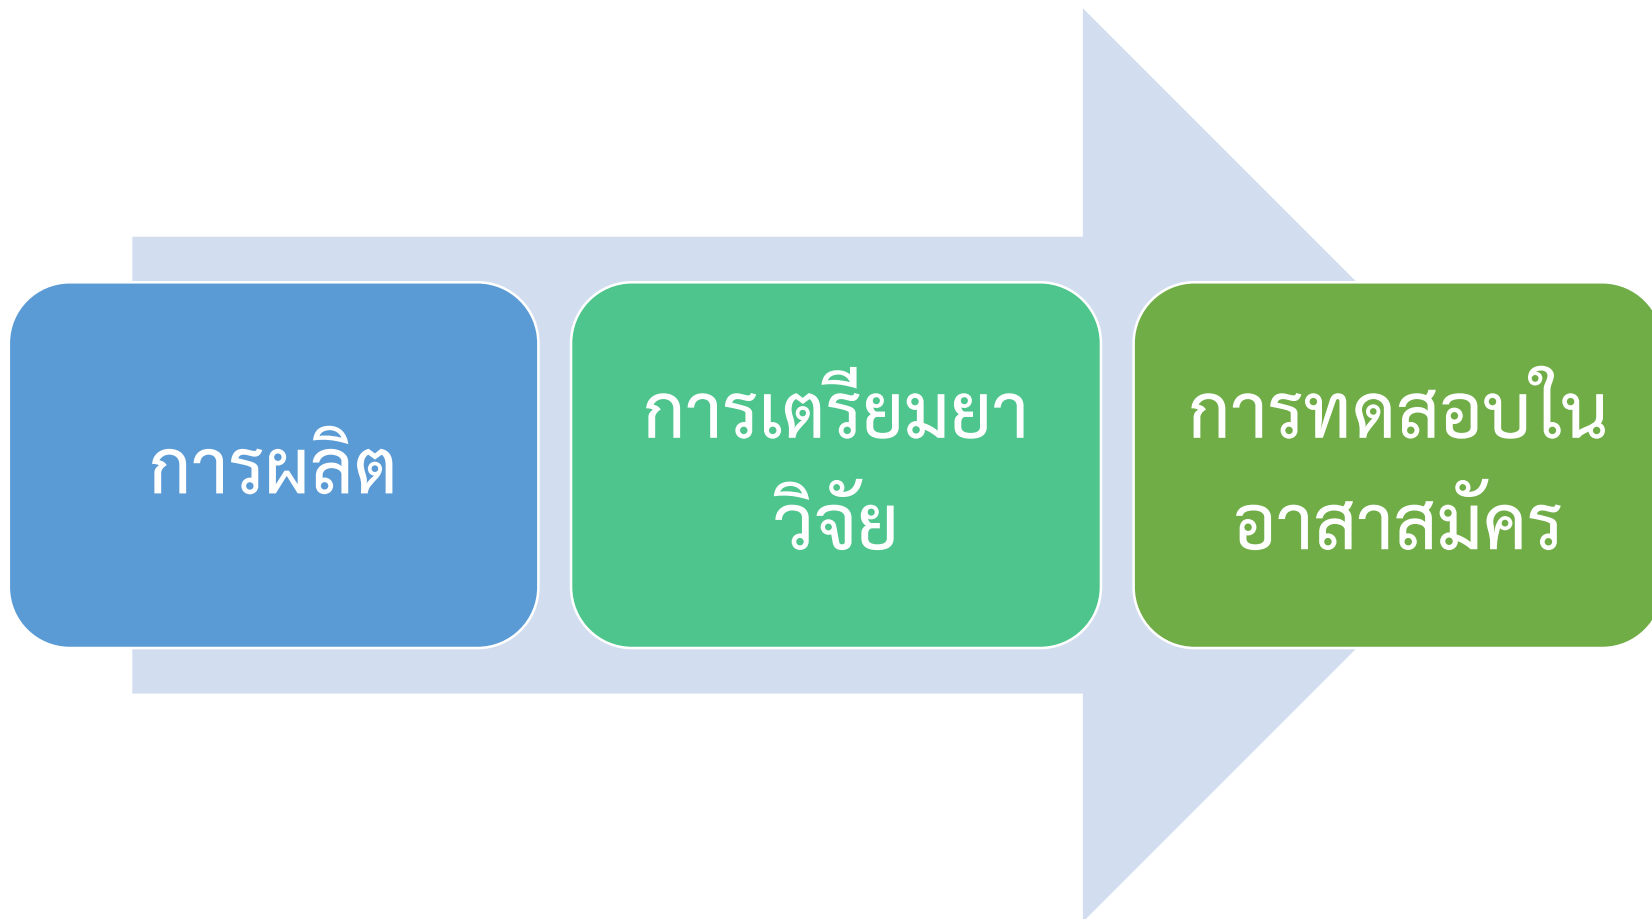 การผลิต
การเตรียมยา
วิจัย
การทดสอบใน
อาสาสมัคร